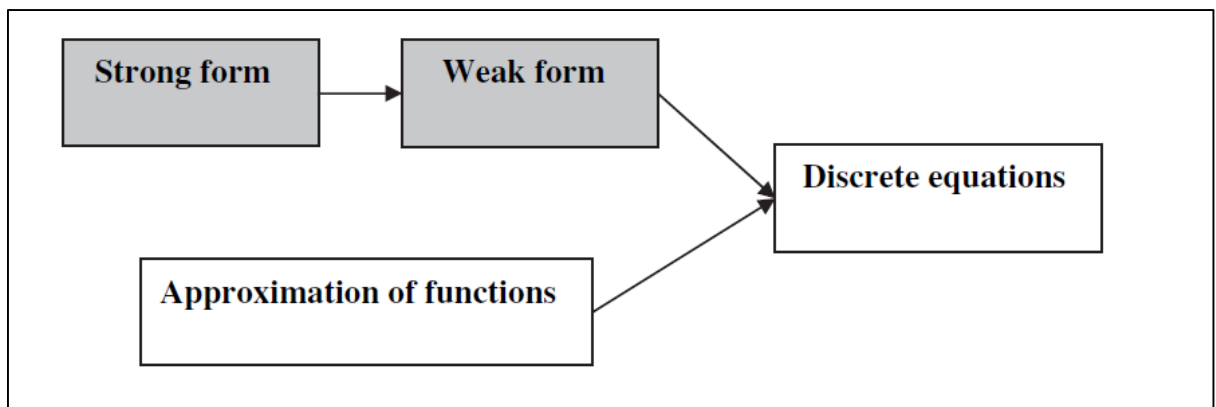 Strong form
Weak form
Discrete equations
Approximation of functions